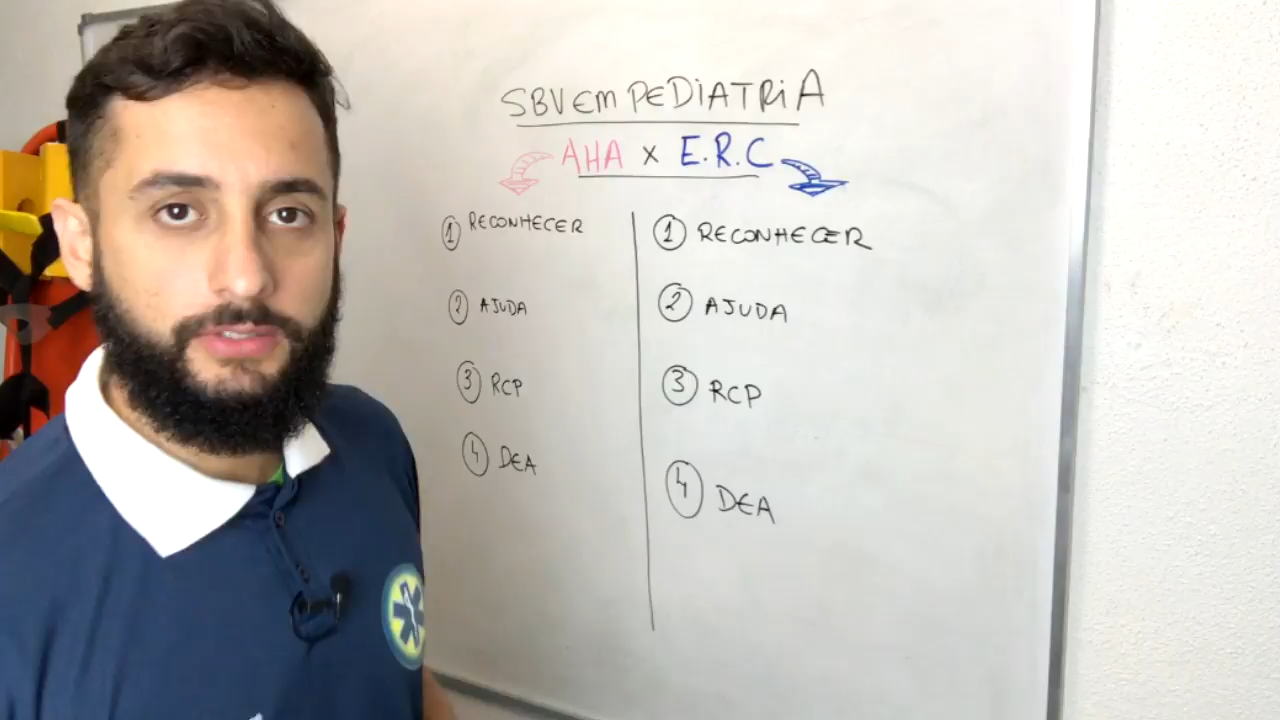 SBV EM PEDIATRiA
AHA x E.R.C
1 RECONHECER
2 AJUDA
3 RCP
4 DEA
1 RECONHECER
2 AJUDA
3 RCP
4 DEA